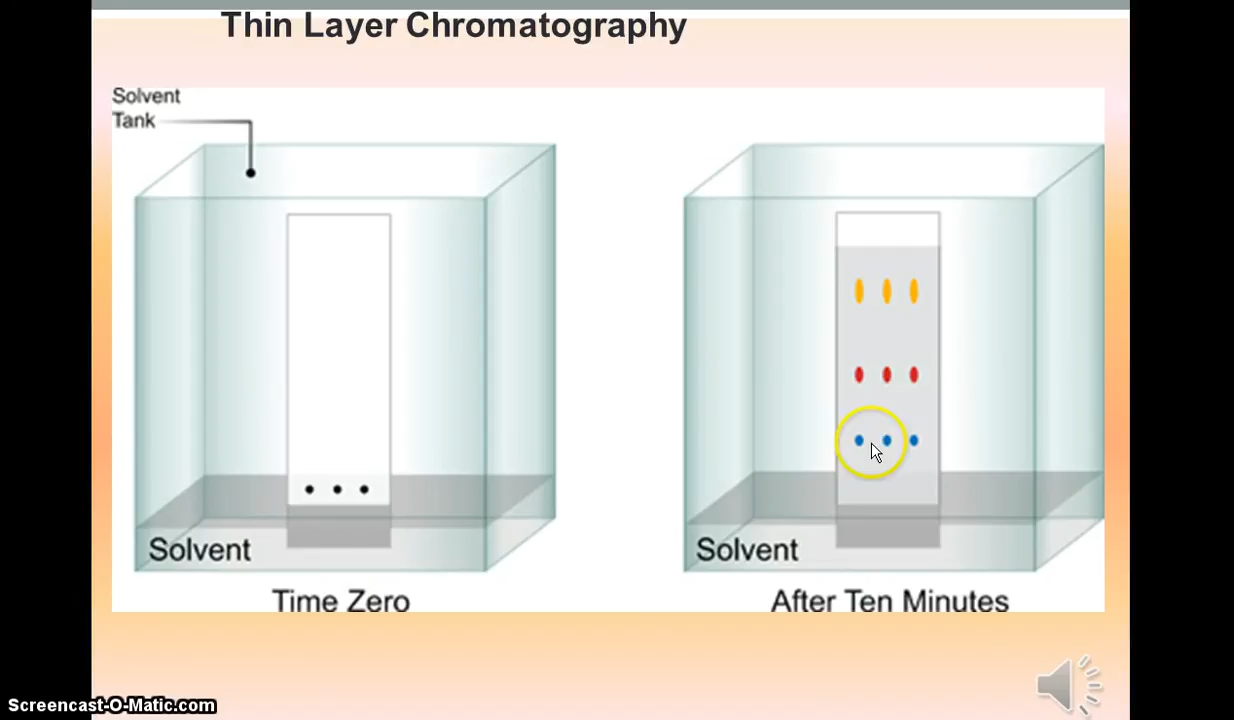 Thin Layer Chromatography
Solvent
Tank
Solvent
Solvent
Time Zero
After Ten Minutes
Screencast-O-Matic.com